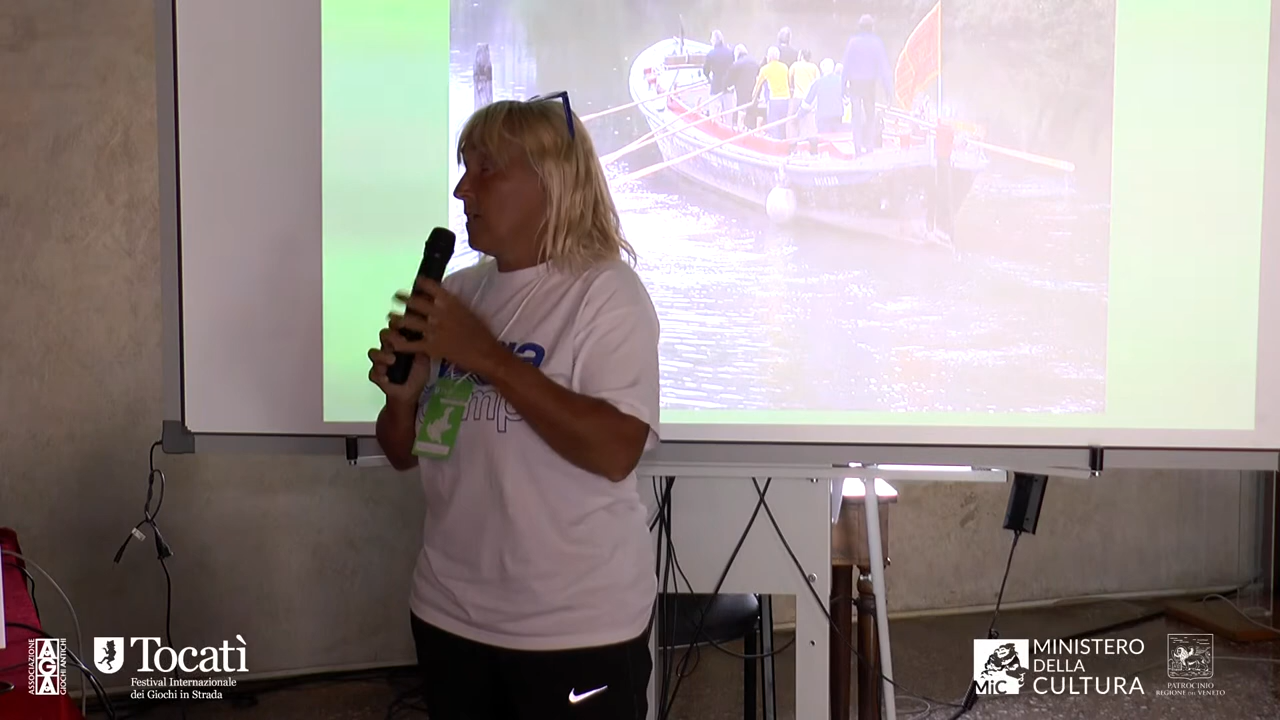 ASSOCIAZIONE
AGA
GIOCHI ANTICHI
Tocatì
Festival Internazionale
dei Giochi in Strada
MiC
MINISTERO
DELLA
CULTURA
PATROCINIO
REGIONE DEL VENETO